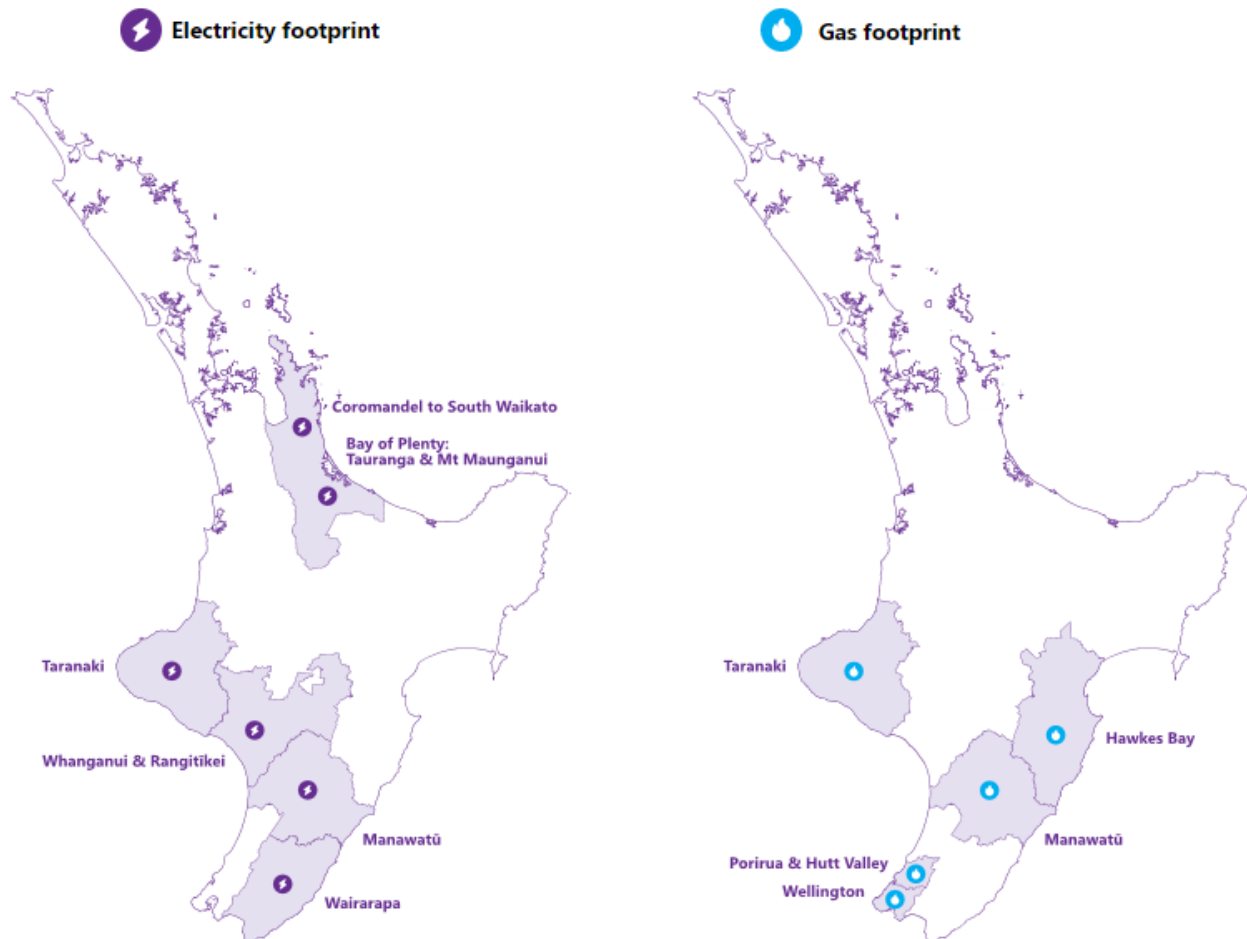 Electricity footprint
Coromandel to South Waikato
Bay of Plenty:
Tauranga & Mt Maunganui
Taranaki
Whanganui & Rangitīkei
Manawatū
Wairarapa
Gas footprint
Taranaki
Hawkes Bay
Manawatū
Porirua & Hutt Valley
Wellington